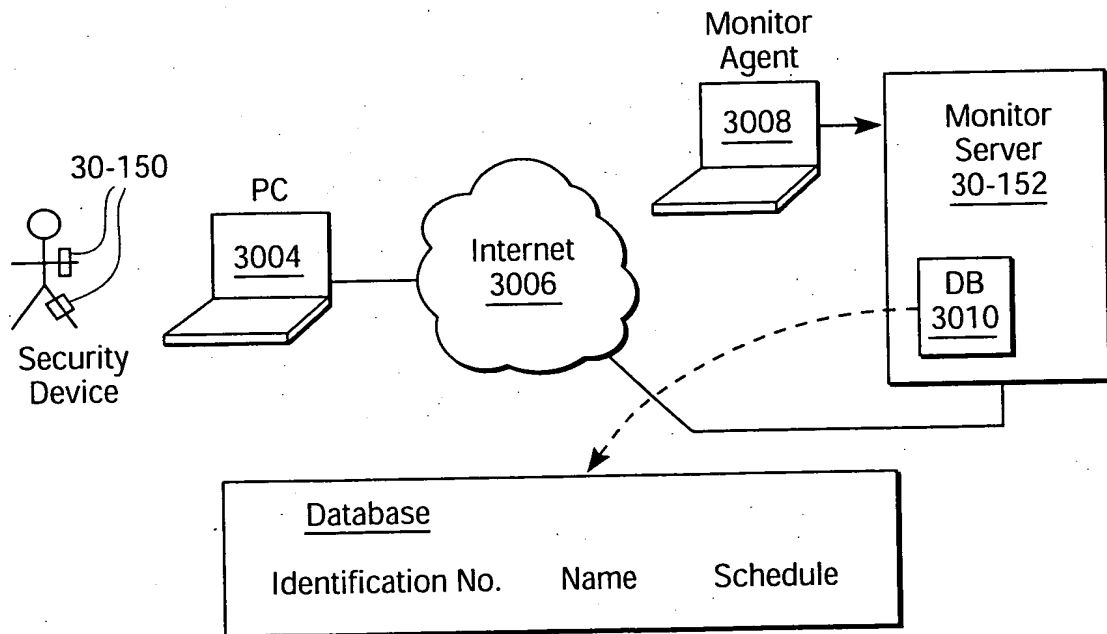 Monitor
Agent
3008
Monitor
Server
30-152
30-150
PC
3004
Internet
3006
DB
3010
Security
Device
Database
Identification No. Name Schedule